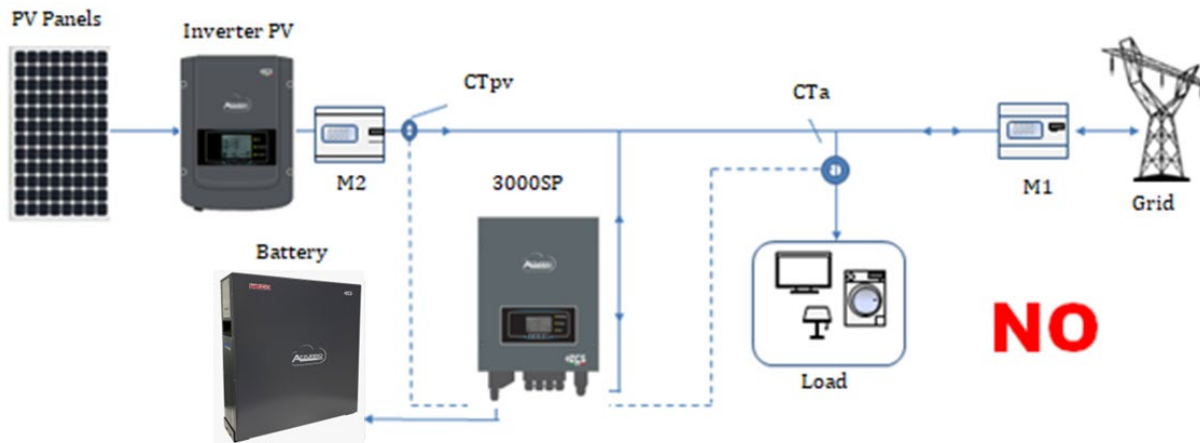 PV Panels
Inverter PV
CTpv
CTa
M2
3000SP
M1
Grid
Battery
Load
NO